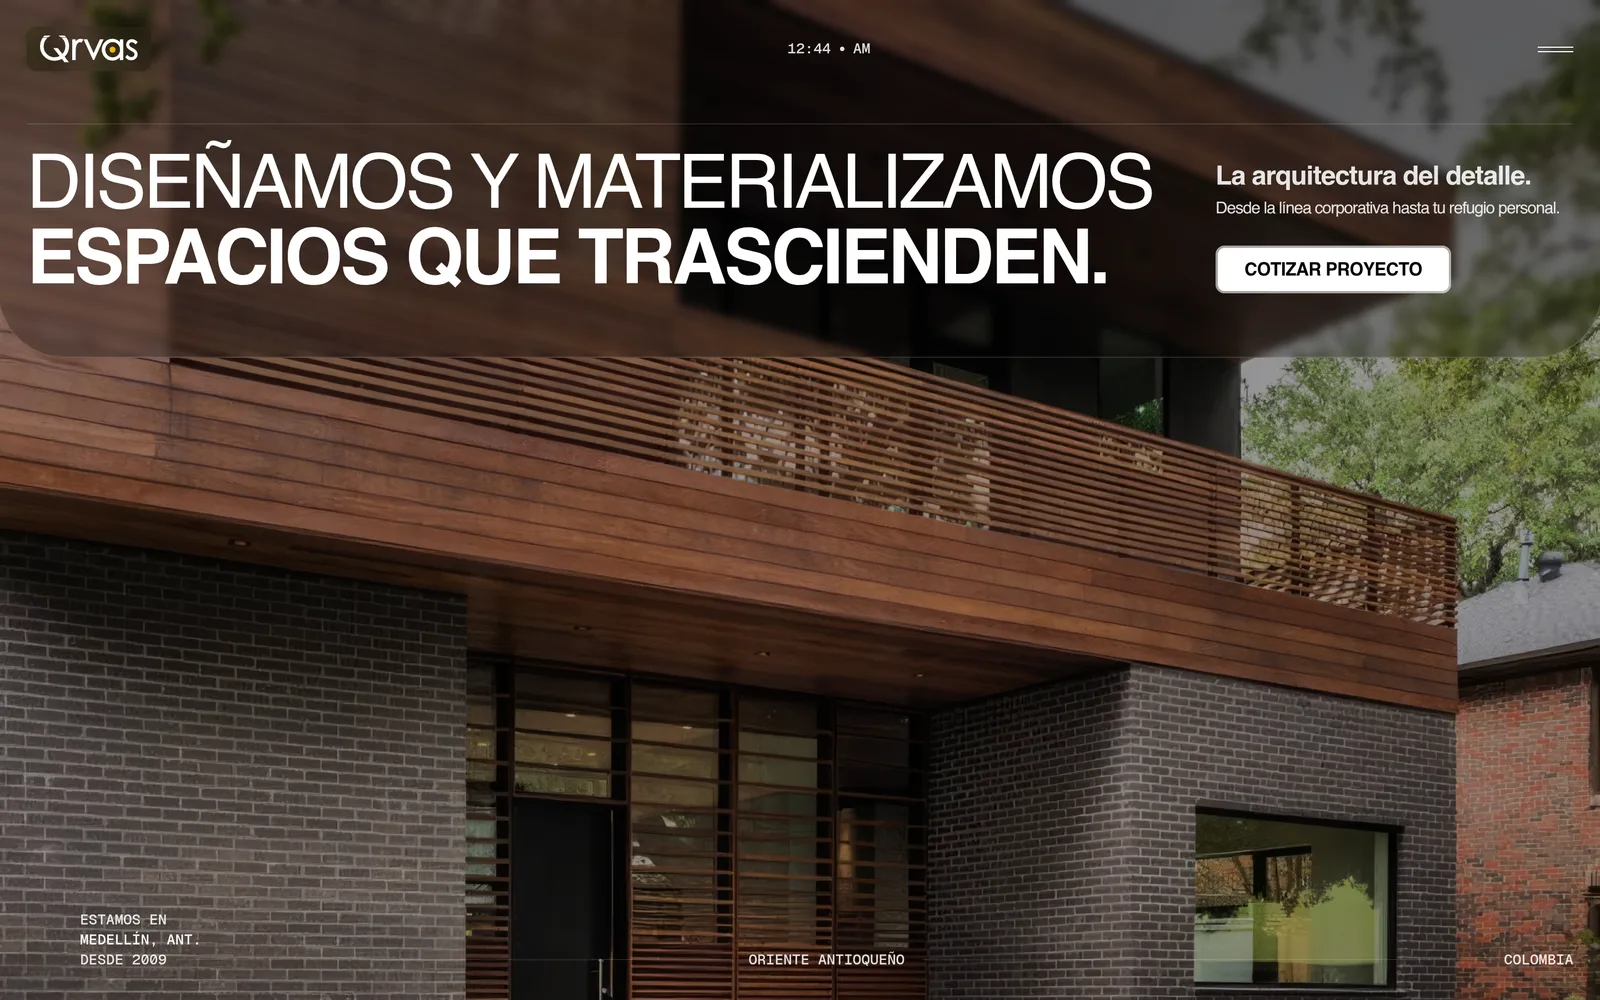 Qrvas
12:44 • AM
DISEÑAMOS Y MATERIALIZAMOS
ESPACIOS QUE TRASCIENDEN.
La arquitectura del detalle.
Desde la línea corporativa hasta tu refugio personal.
COTIZAR PROYECTO
ESTAMOS EN
MEDELLÍN, ANT.
DESDE 2009
ORIENTE ANTIOQUEÑO
COLOMBIA